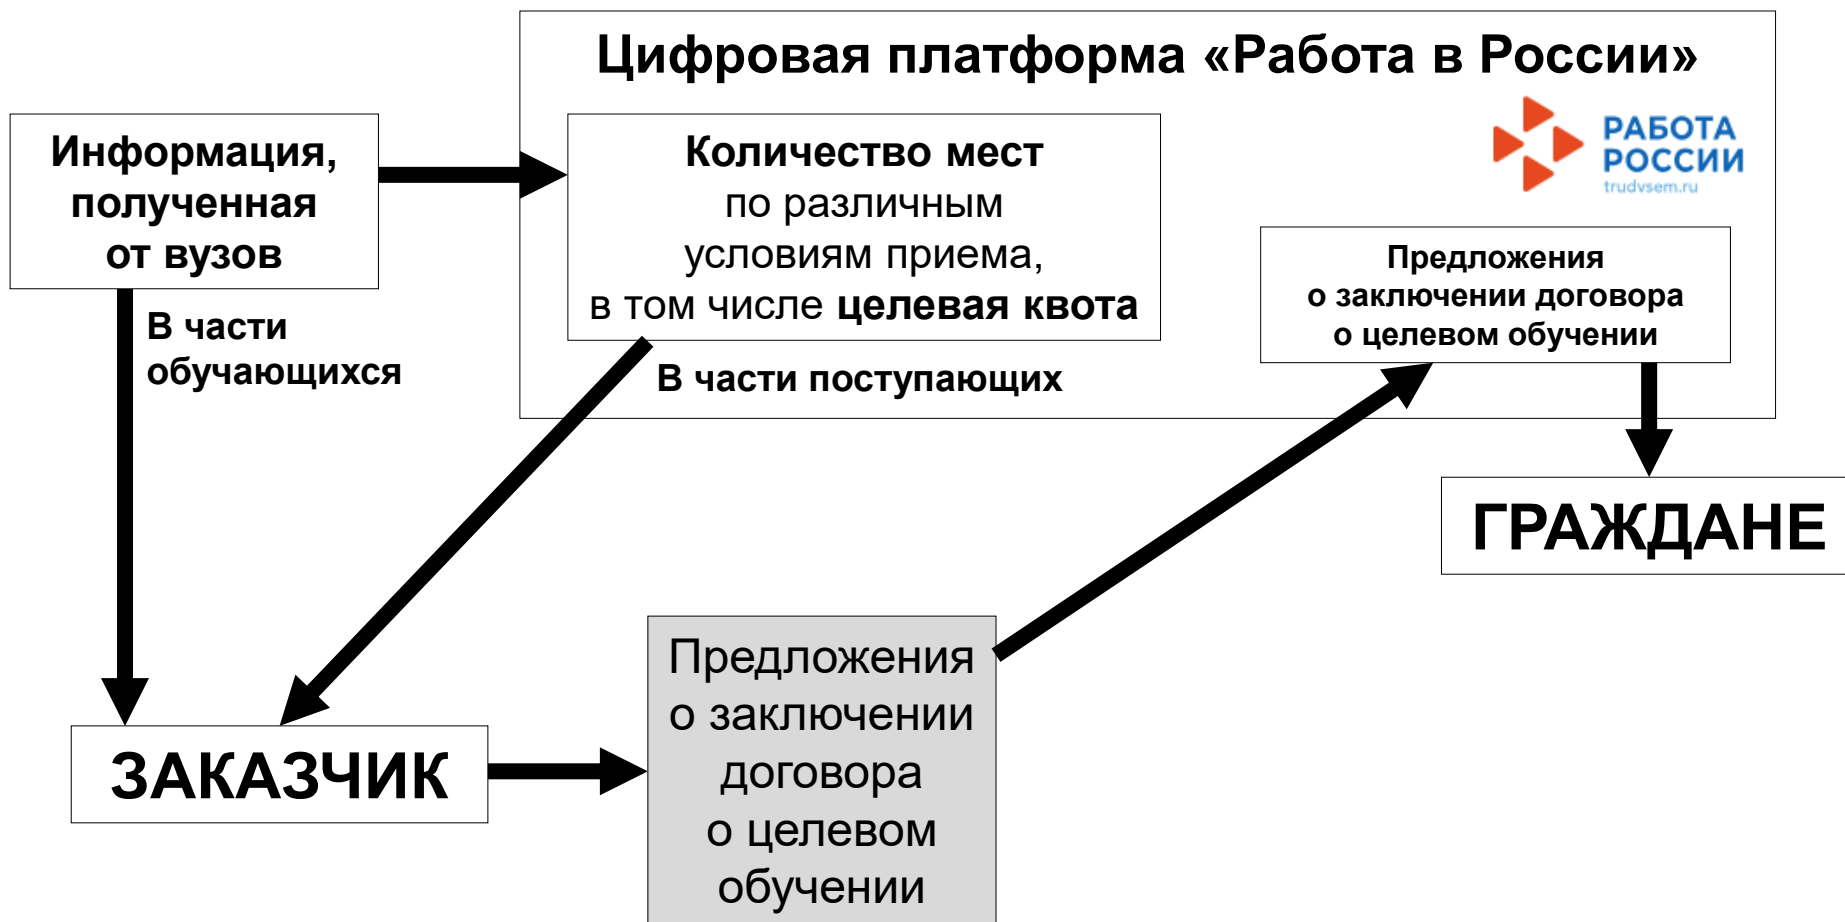 Цифровая платформа «Работа в России»
РАБОТА
РОССИИ
trudvsem.ru
Информация,
полученная
от вузов
Количество мест
по различным
условиям приема,
в том числе целевая квота
Предложения
о заключении договора
о целевом обучении
В части
обучающихся
В части поступающих
ГРАЖДАНЕ
ЗАКАЗЧИК
Предложения
о заключении
договора
о целевом
обучении